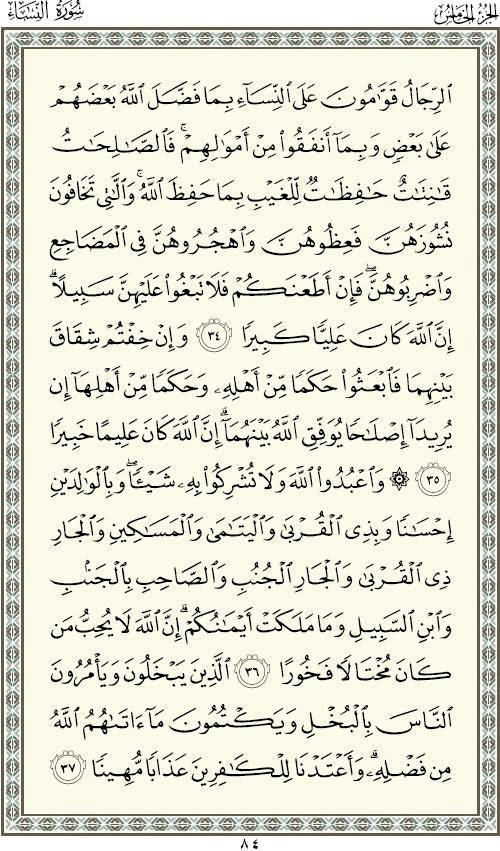 الجزء الخامس
سورة النساء
ٱلرِّجَالُ قَوَّٰمُونَ عَلَى ٱلنِّسَآءِ بِمَا فَضَّلَ ٱللَّهُ بَعْضَهُمْ
عَلَىٰ بَعْضٍ وَبِمَآ أَنفَقُوا۟ مِنْ أَمْوَٰلِهِمْ ۚ فَٱلصَّٰلِحَٰتُ
قَٰنِتَٰتٌ حَٰفِظَٰتٌ لِّلْغَيْبِ بِمَا حَفِظَ ٱللَّهُ ۚ وَٱلَّٰتِى تَخَافُونَ
نُشُوزَهُنَّ فَعِظُوهُنَّ وَٱهْجُرُوهُنَّ فِى ٱلْمَضَاجِعِ
وَٱضْرِبُوهُنَّ ۖ فَإِنْ أَطَعْنَكُمْ فَلَا تَبْغُوا۟ عَلَيْهِنَّ سَبِيلًا ۗ
إِنَّ ٱللَّهَ كَانَ عَلِيًّا كَبِيرًا ٣٤ وَإِنْ خِفْتُمْ شِقَاقَ
بَيْنِهِمَا فَٱبْعَثُوا۟ حَكَمًا مِّنْ أَهْلِهِۦ وَحَكَمًا مِّنْ أَهْلِهَآ إِن
يُرِيدَآ إِصْلَٰحًا يُوَفِّقِ ٱللَّهُ بَيْنَهُمَآ ۗ إِنَّ ٱللَّهَ كَانَ عَلِيمًا خَبِيرًا
٣٥ ۞ وَٱعْبُدُوا۟ ٱللَّهَ وَلَا تُشْرِكُوا۟ بِهِۦ شَيْـًٔا ۖ وَبِٱلْوَٰلِدَيْنِ
إِحْسَٰنًا وَبِذِى ٱلْقُرْبَىٰ وَٱلْيَتَٰمَىٰ وَٱلْمَسَٰكِينِ وَٱلْجَارِ
ذِى ٱلْقُرْبَىٰ وَٱلْجَارِ ٱلْجُنُبِ وَٱلصَّاحِبِ بِٱلْجَنۢبِ
وَٱبْنِ ٱلسَّبِيلِ وَمَا مَلَكَتْ أَيْمَٰنُكُمْ ۗ إِنَّ ٱللَّهَ لَا يُحِبُّ مَن
كَانَ مُخْتَالًا فَخُورًا ٣٦ ٱلَّذِينَ يَبْخَلُونَ وَيَأْمُرُونَ
ٱلنَّاسَ بِٱلْبُخْلِ وَيَكْتُمُونَ مَآ ءَاتَىٰهُمُ ٱللَّهُ
مِن فَضْلِهِۦ ۗ وَأَعْتَدْنَا لِلْكَٰفِرِينَ عَذَابًا مُّهِينًا ٣٧
٨٤